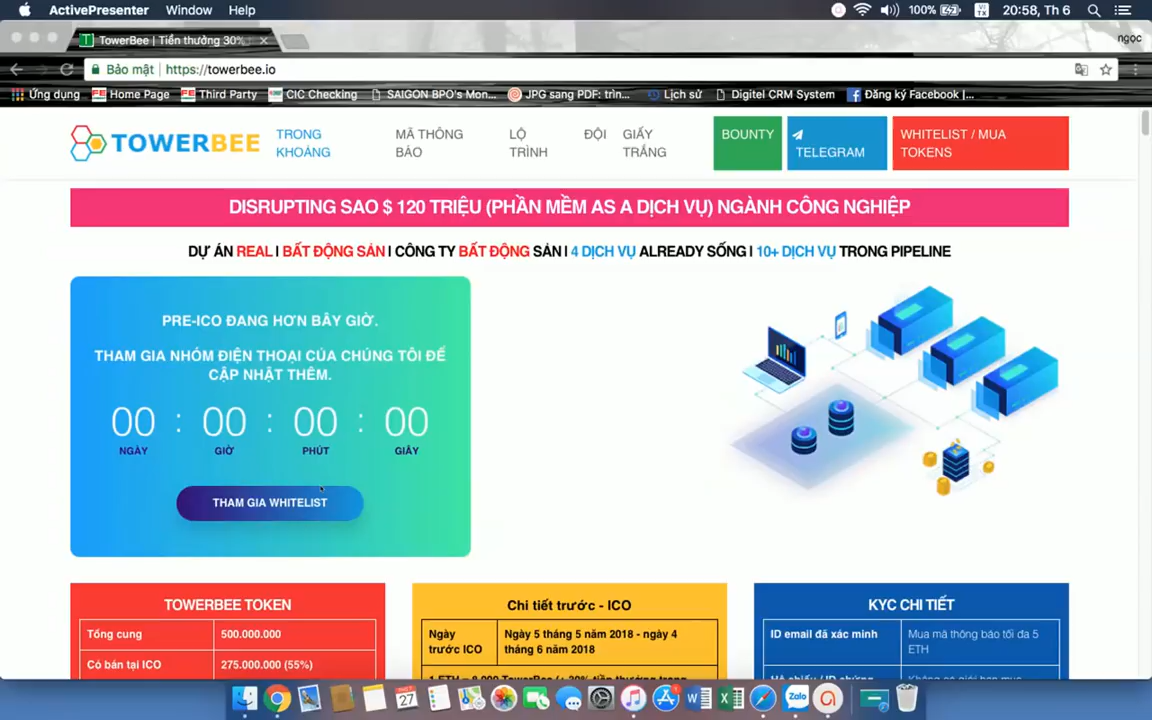 ActivePresenter Window Help 100% VI TX 20:58, Th 6
TowerBee | Tiền thưởng 30%
ngọc
Bảo mật | https://towerbee.io
Ứng dụng Home Page Third Party CIC Checking SAIGON BPO's Mon... JPG sang PDF: trìn... Lịch sử Digitel CRM System Đăng ký Facebook |...
TOWERBEE
TRONG
KHOẢNG
MÃ THÔNG
BÁO
LỘ
TRÌNH
ĐỘI
GIẤY
TRẮNG
BOUNTY
TELEGRAM
WHITELIST / MUA
TOKENS
DISRUPTING SAO $ 120 TRIỆU (PHẦN MỀM AS A DỊCH VỤ) NGÀNH CÔNG NGHIỆP
DỰ ÁN REAL I BẤT ĐỘNG SẢN I CÔNG TY BẤT ĐỘNG SẢN I 4 DỊCH VỤ ALREADY SỐNG I 10+ DỊCH VỤ TRONG PIPELINE
PRE-ICO ĐANG HƠN BÂY GIỜ.
THAM GIA NHÓM ĐIỆN THOẠI CỦA CHÚNG TÔI ĐỂ
CẬP NHẬT THÊM.
00 : 00 : 00 : 00
NGÀY GIỜ PHÚT GIÂY
THAM GIA WHITELIST
TOWERBEE TOKEN
Tổng cung 500.000.000
Có bán tại ICO 275.000.000 (55%)
Chi tiết trước - ICO
Ngày
trước ICO
Ngày 5 tháng 5 năm 2018 - ngày 4
tháng 6 năm 2018
KYC CHI TIẾT
ID email đã xác minh
Mua mã thông báo tối đa 5
ETH
27